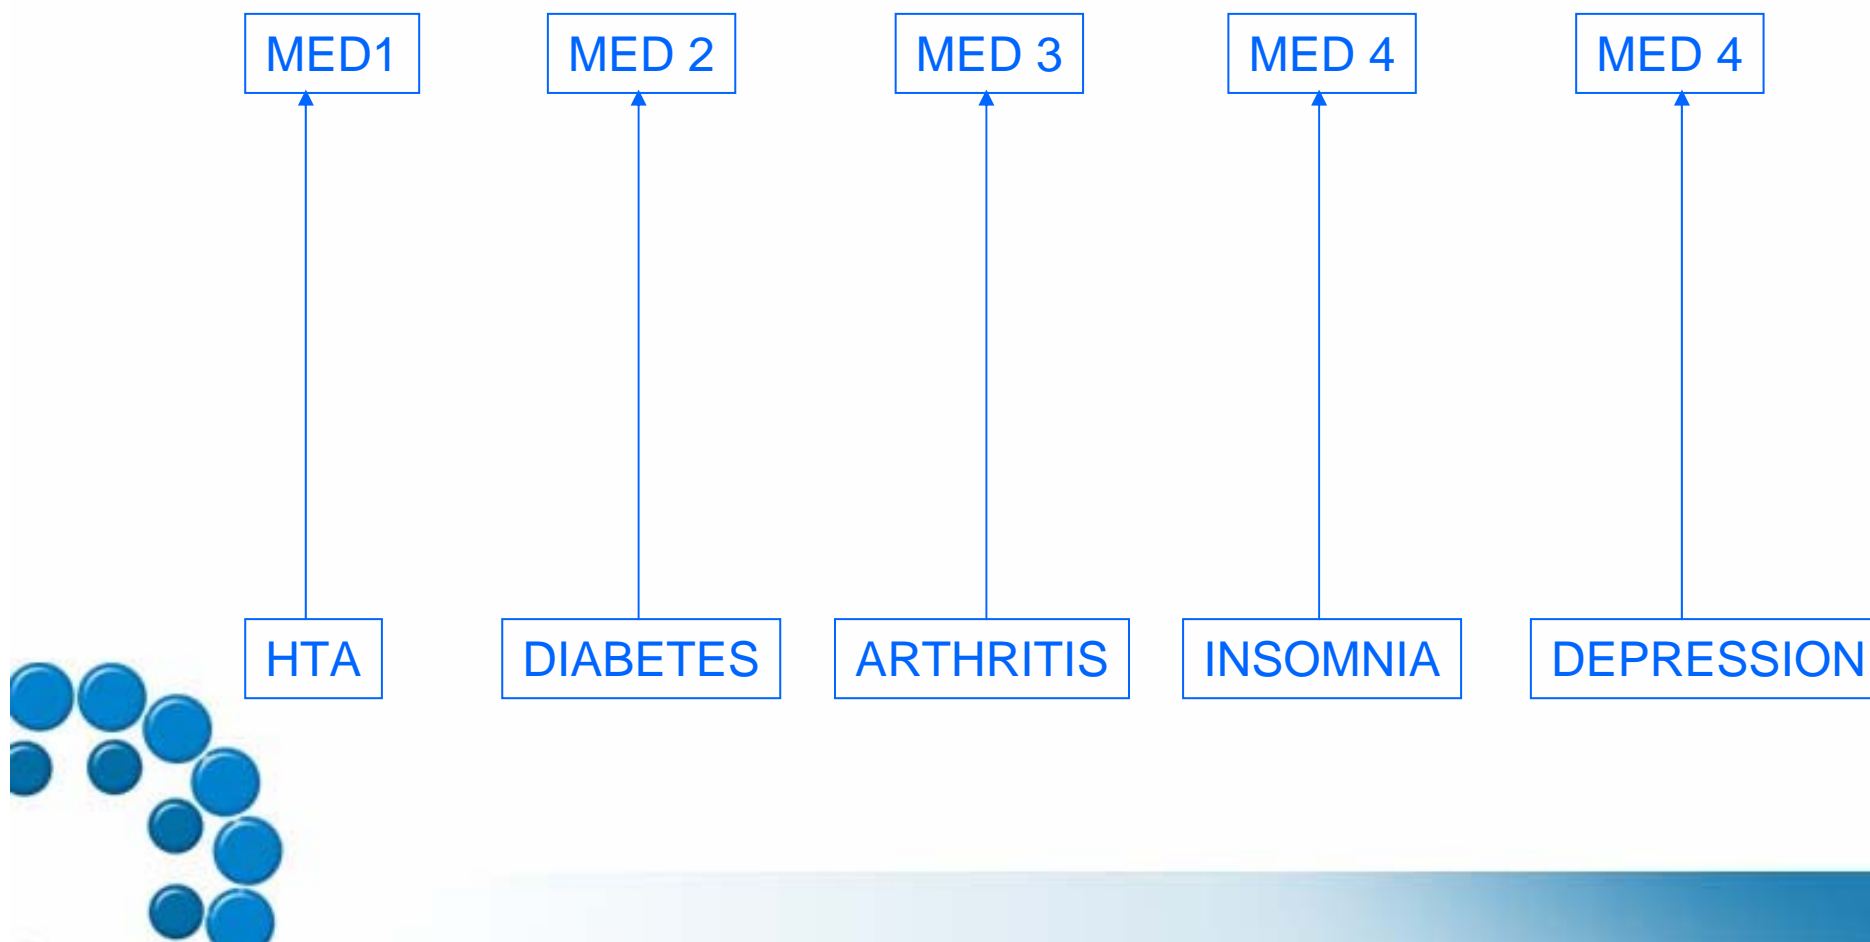 MED1 MED 2 MED 3 MED 4 MED 4
HTA DIABETES ARTHRITIS INSOMNIA DEPRESSION